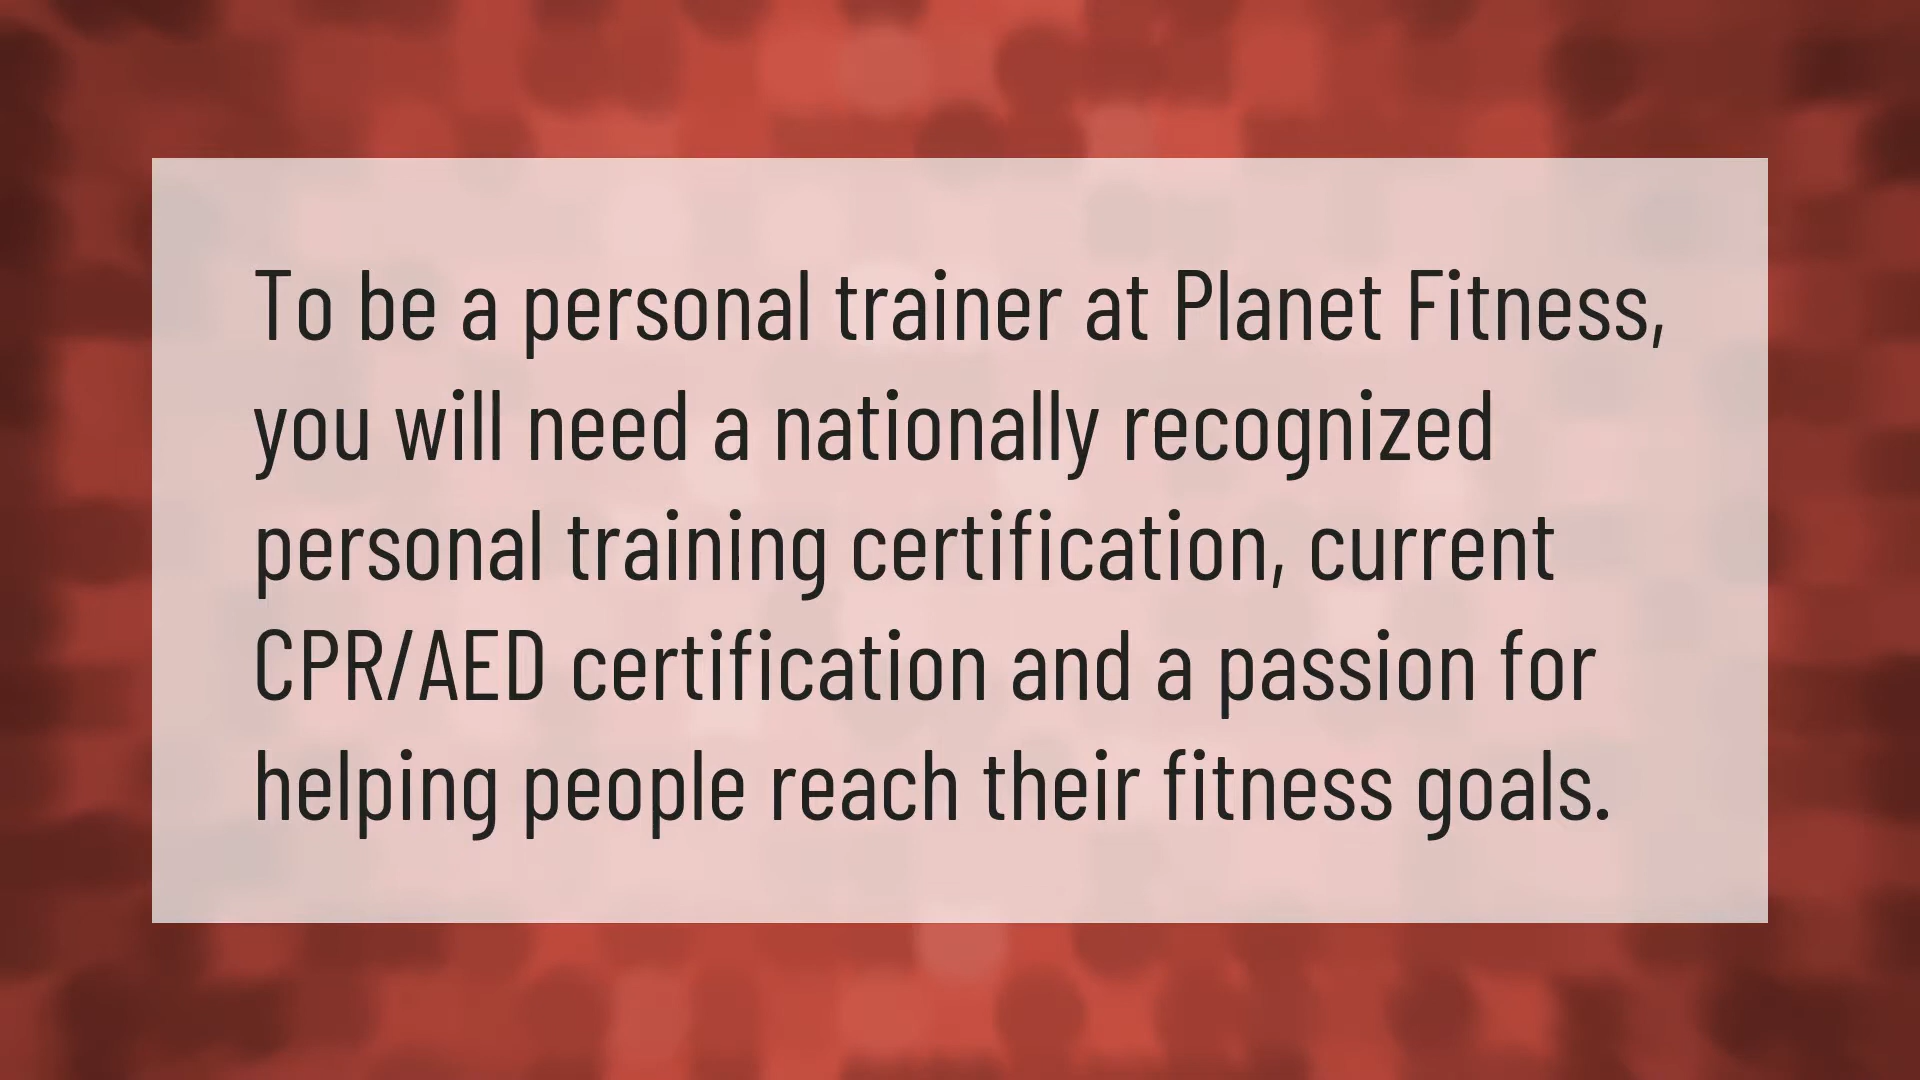 To be a personal trainer at Planet Fitness,
you will need a nationally recognized
personal training certification, current
CPR/AED certification and a passion for
helping people reach their fitness goals.